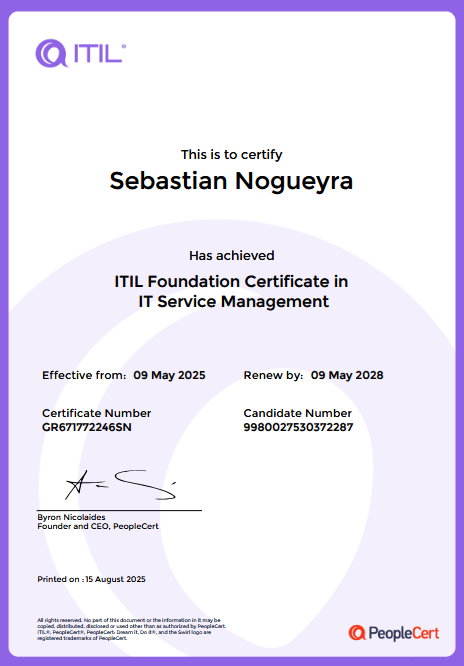 ITIL®
This is to certify
Sebastian Nogueyra
Has achieved
ITIL Foundation Certificate in
IT Service Management
Effective from: 09 May 2025 Renew by: 09 May 2028
Certificate Number Candidate Number
GR671772246SN 9980027530372287
Byron Nicolaides
Founder and CEO, PeopleCert
Printed on : 15 August 2025
All rights reserved. No part of this document or the information in it may be
copied, distributed, disclosed or used other than as authorized by PeopleCert.
ITIL®, PeopleCert®, PeopleCert: Dream it, Do it®, and the Swirl logo are
registered trademarks of PeopleCert.
PeopleCert